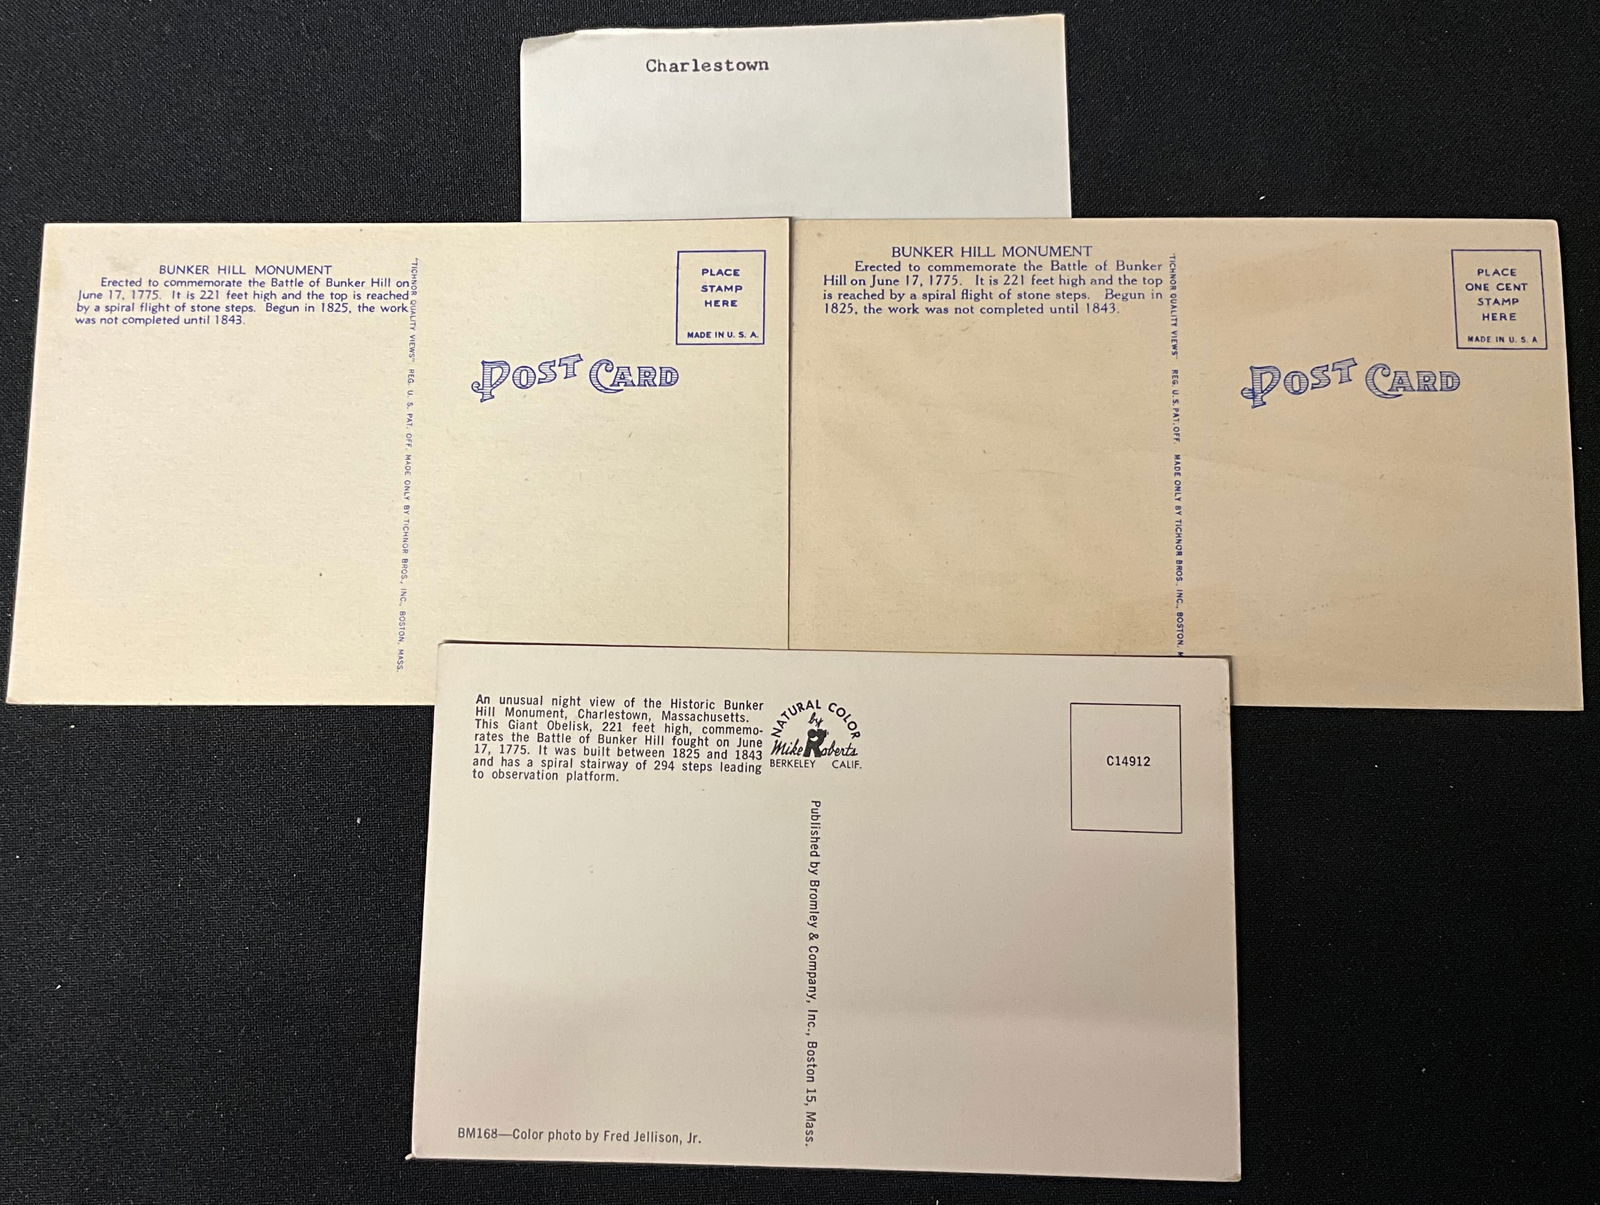 Charlestown
BUNKER HILL MONUMENT
Erected to commemorate the Battle of Bunker Hill on
June 17, 1775. It is 221 feet high and the top is reached
by a spiral flight of stone steps. Begun in 1825, the work
was not completed until 1843.
"TICHNOR QUALITY VIEWS" REG. U. S. PAT. OFF. MADE ONLY BY TICHNOR BROS., INC., BOSTON, MASS.
PLACE
STAMP
HERE
MADE IN U. S. A.
POST CARD
BUNKER HILL MONUMENT
Erected to commemorate the Battle of Bunker
Hill on June 17, 1775. It is 221 feet high and the top
is reached by a spiral flight of stone steps. Begun in
1825, the work was not completed until 1843.
"TICHNOR QUALITY VIEWS" REG. U. S. PAT. OFF. MADE ONLY BY TICHNOR BROS., INC., BOSTON, M
PLACE
ONE CENT
STAMP
HERE
MADE IN U. S. A
POST CARD
An unusual night view of the Historic Bunker
Hill Monument, Charlestown, Massachusetts.
This Giant Obelisk, 221 feet high, commemo-
rates the Battle of Bunker Hill fought on June
17, 1775. It was built between 1825 and 1843
and has a spiral stairway of 294 steps leading
to observation platform.
NATURAL COLOR
by
Mike Roberts
BERKELEY CALIF.
C14912
Published by Bromley & Company, Inc., Boston 15, Mass.
BM168—Color photo by Fred Jellison, Jr.